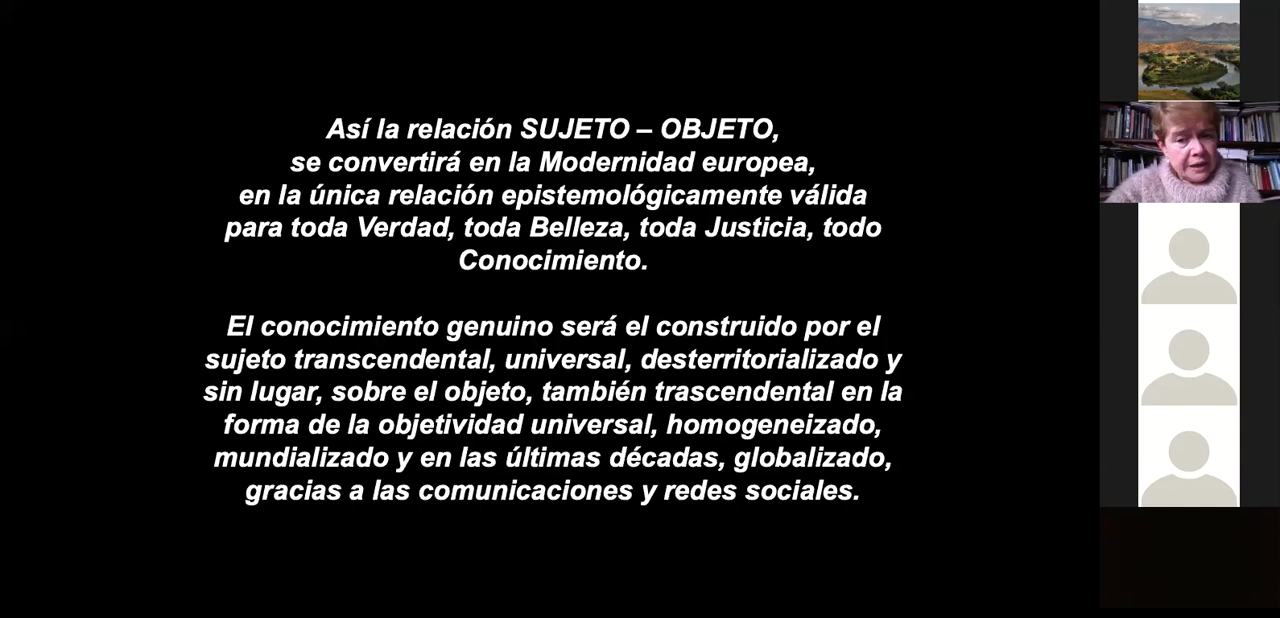 Así la relación SUJETO – OBJETO,
se convertirá en la Modernidad europea,
en la única relación epistemológicamente válida
para toda Verdad, toda Belleza, toda Justicia, todo
Conocimiento.
El conocimiento genuino será el construido por el
sujeto transcendental, universal, desterritorializado y
sin lugar, sobre el objeto, también trascendental en la
forma de la objetividad universal, homogeneizado,
mundializado y en las últimas décadas, globalizado,
gracias a las comunicaciones y redes sociales.